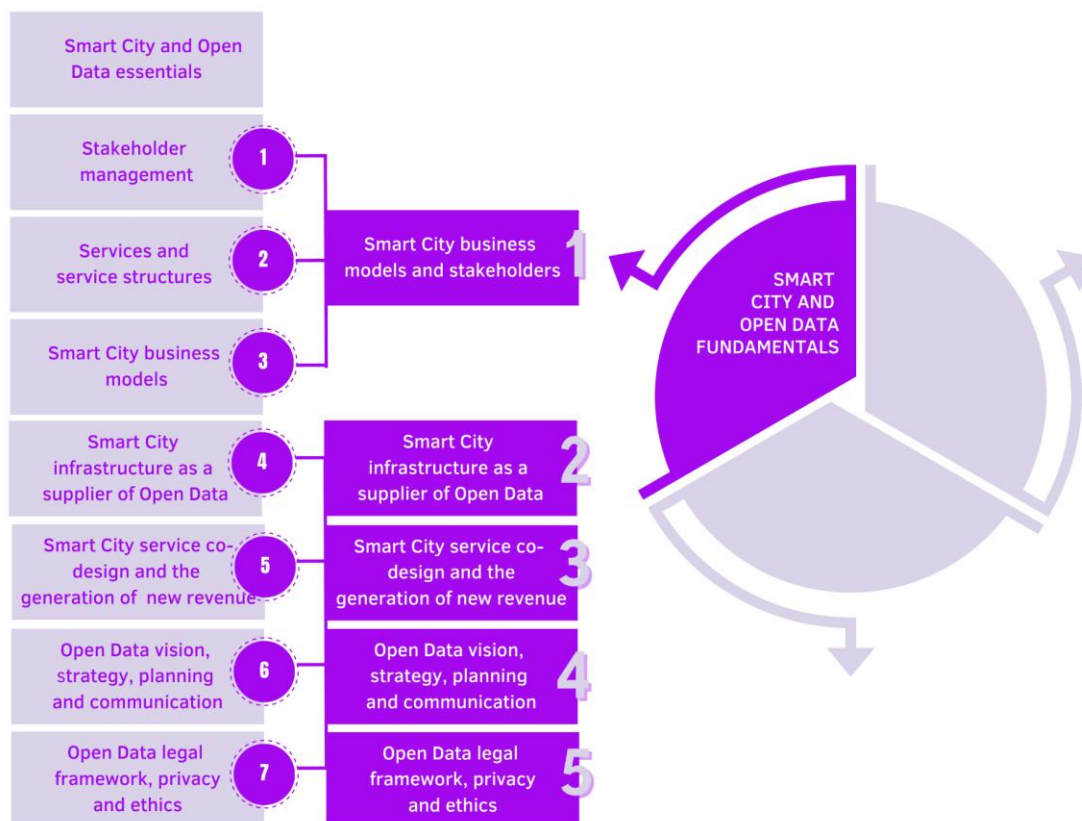 Smart City and Open
Data essentials
Stakeholder
management
1
Services and
service structures
2
Smart City business
models
3
Smart City business
models and stakeholders
1
Smart City
infrastructure as a
supplier of Open Data
4
Smart City
infrastructure as a
supplier of Open Data
2
Smart City service co-
design and the
generation of new revenue
5
Smart City service co-
design and the
generation of new revenue
3
Open Data vision,
strategy, planning
and communication
6
Open Data vision,
strategy, planning
and communication
4
Open Data legal
framework, privacy
and ethics
7
Open Data legal
framework, privacy
and ethics
5
SMART
CITY AND
OPEN DATA
FUNDAMENTALS